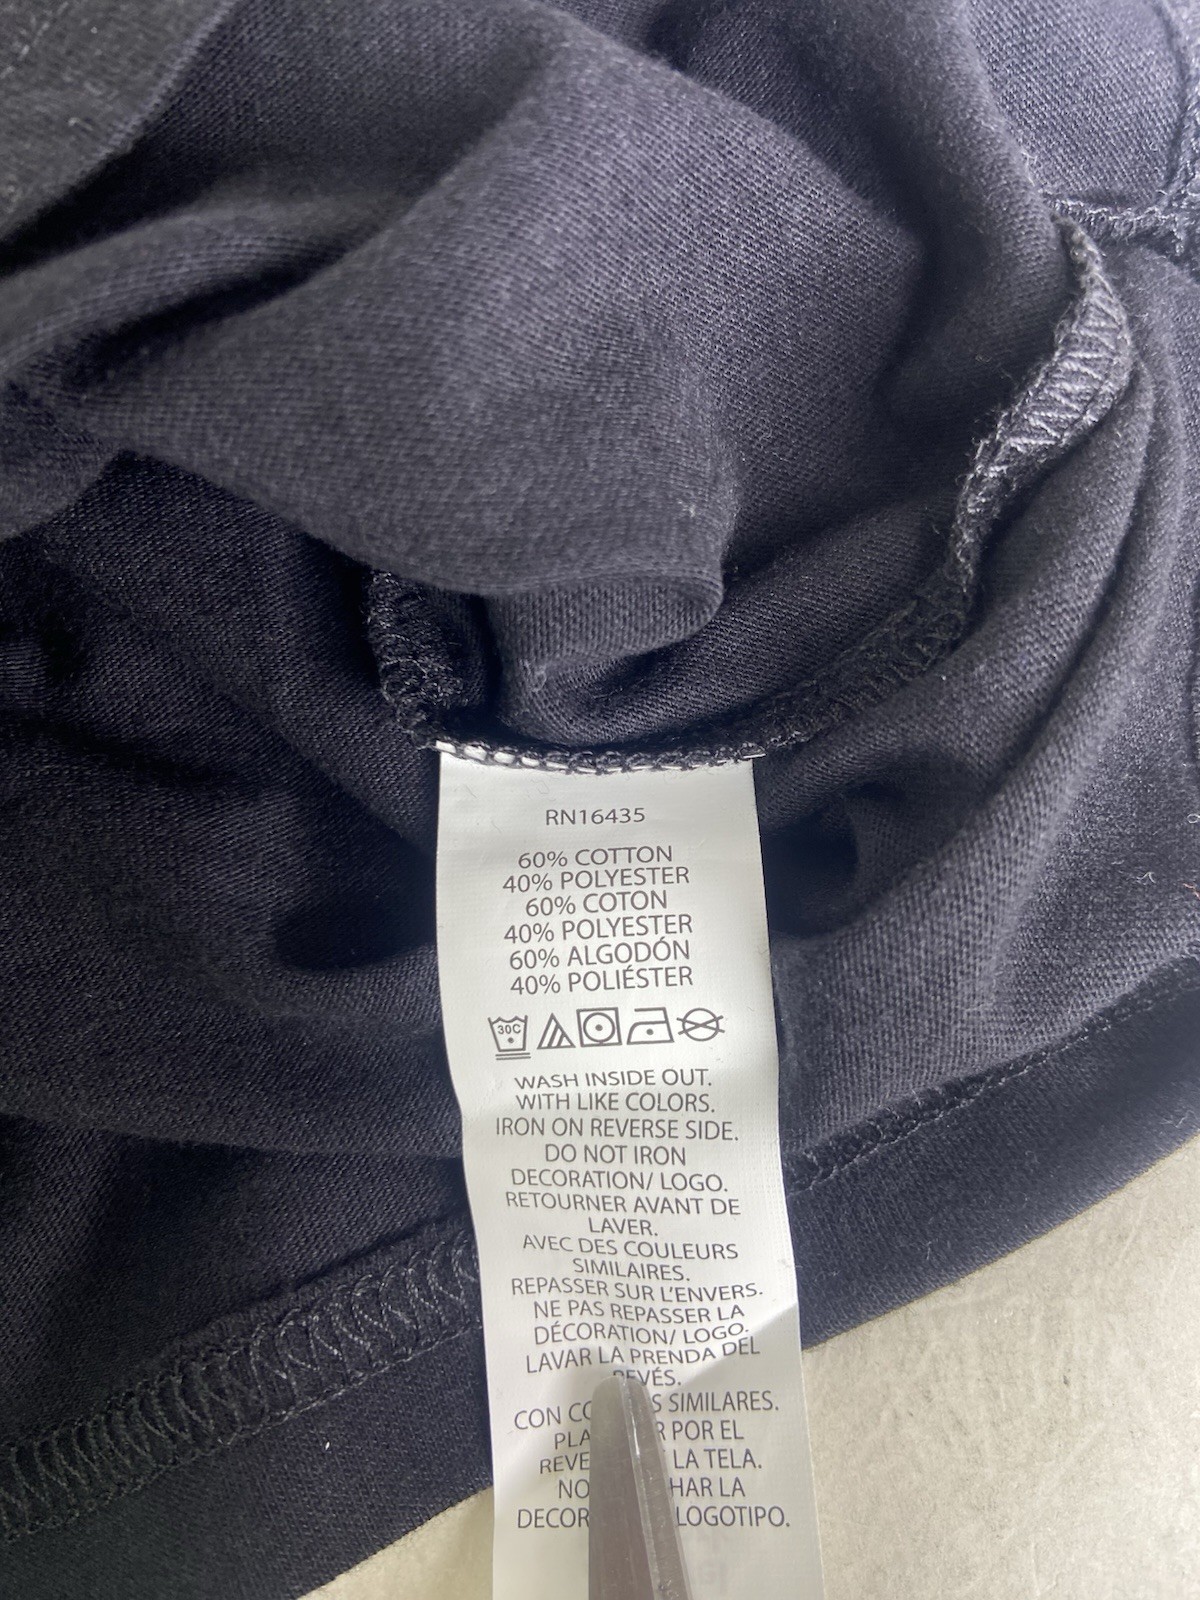 RN16435
60% COTTON
40% POLYESTER
60% COTON
40% POLYESTER
60% ALGODÓN
40% POLIÉSTER
30C
WASH INSIDE OUT.
WITH LIKE COLORS.
IRON ON REVERSE SIDE.
DO NOT IRON
DECORATION/ LOGO.
RETOURNER AVANT DE
LAVER.
AVEC DES COULEURS
SIMILAIRES.
REPASSER SUR L'ENVERS.
NE PAS REPASSER LA
DÉCORATION/ LOGO.
LAVAR LA PRENDA DEL
REVÉS.
CON SIMILARES.
POR EL
LA TELA.
NO LA
LOGOTIPO.